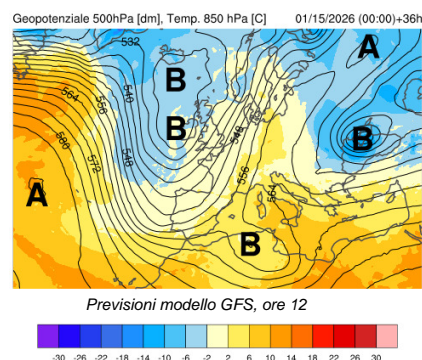 Geopotenziale 500hPa [dm], Temp. 850 hPa [C] 01/15/2026 (00:00)+36h
532
A
564
556
540
B
580
B
548
B
572
548
556
564
A
B
Previsioni modello GFS, ore 12
-30 -26 -22 -18 -14 -10 -6 -2 2 6 10 14 18 22 26 30